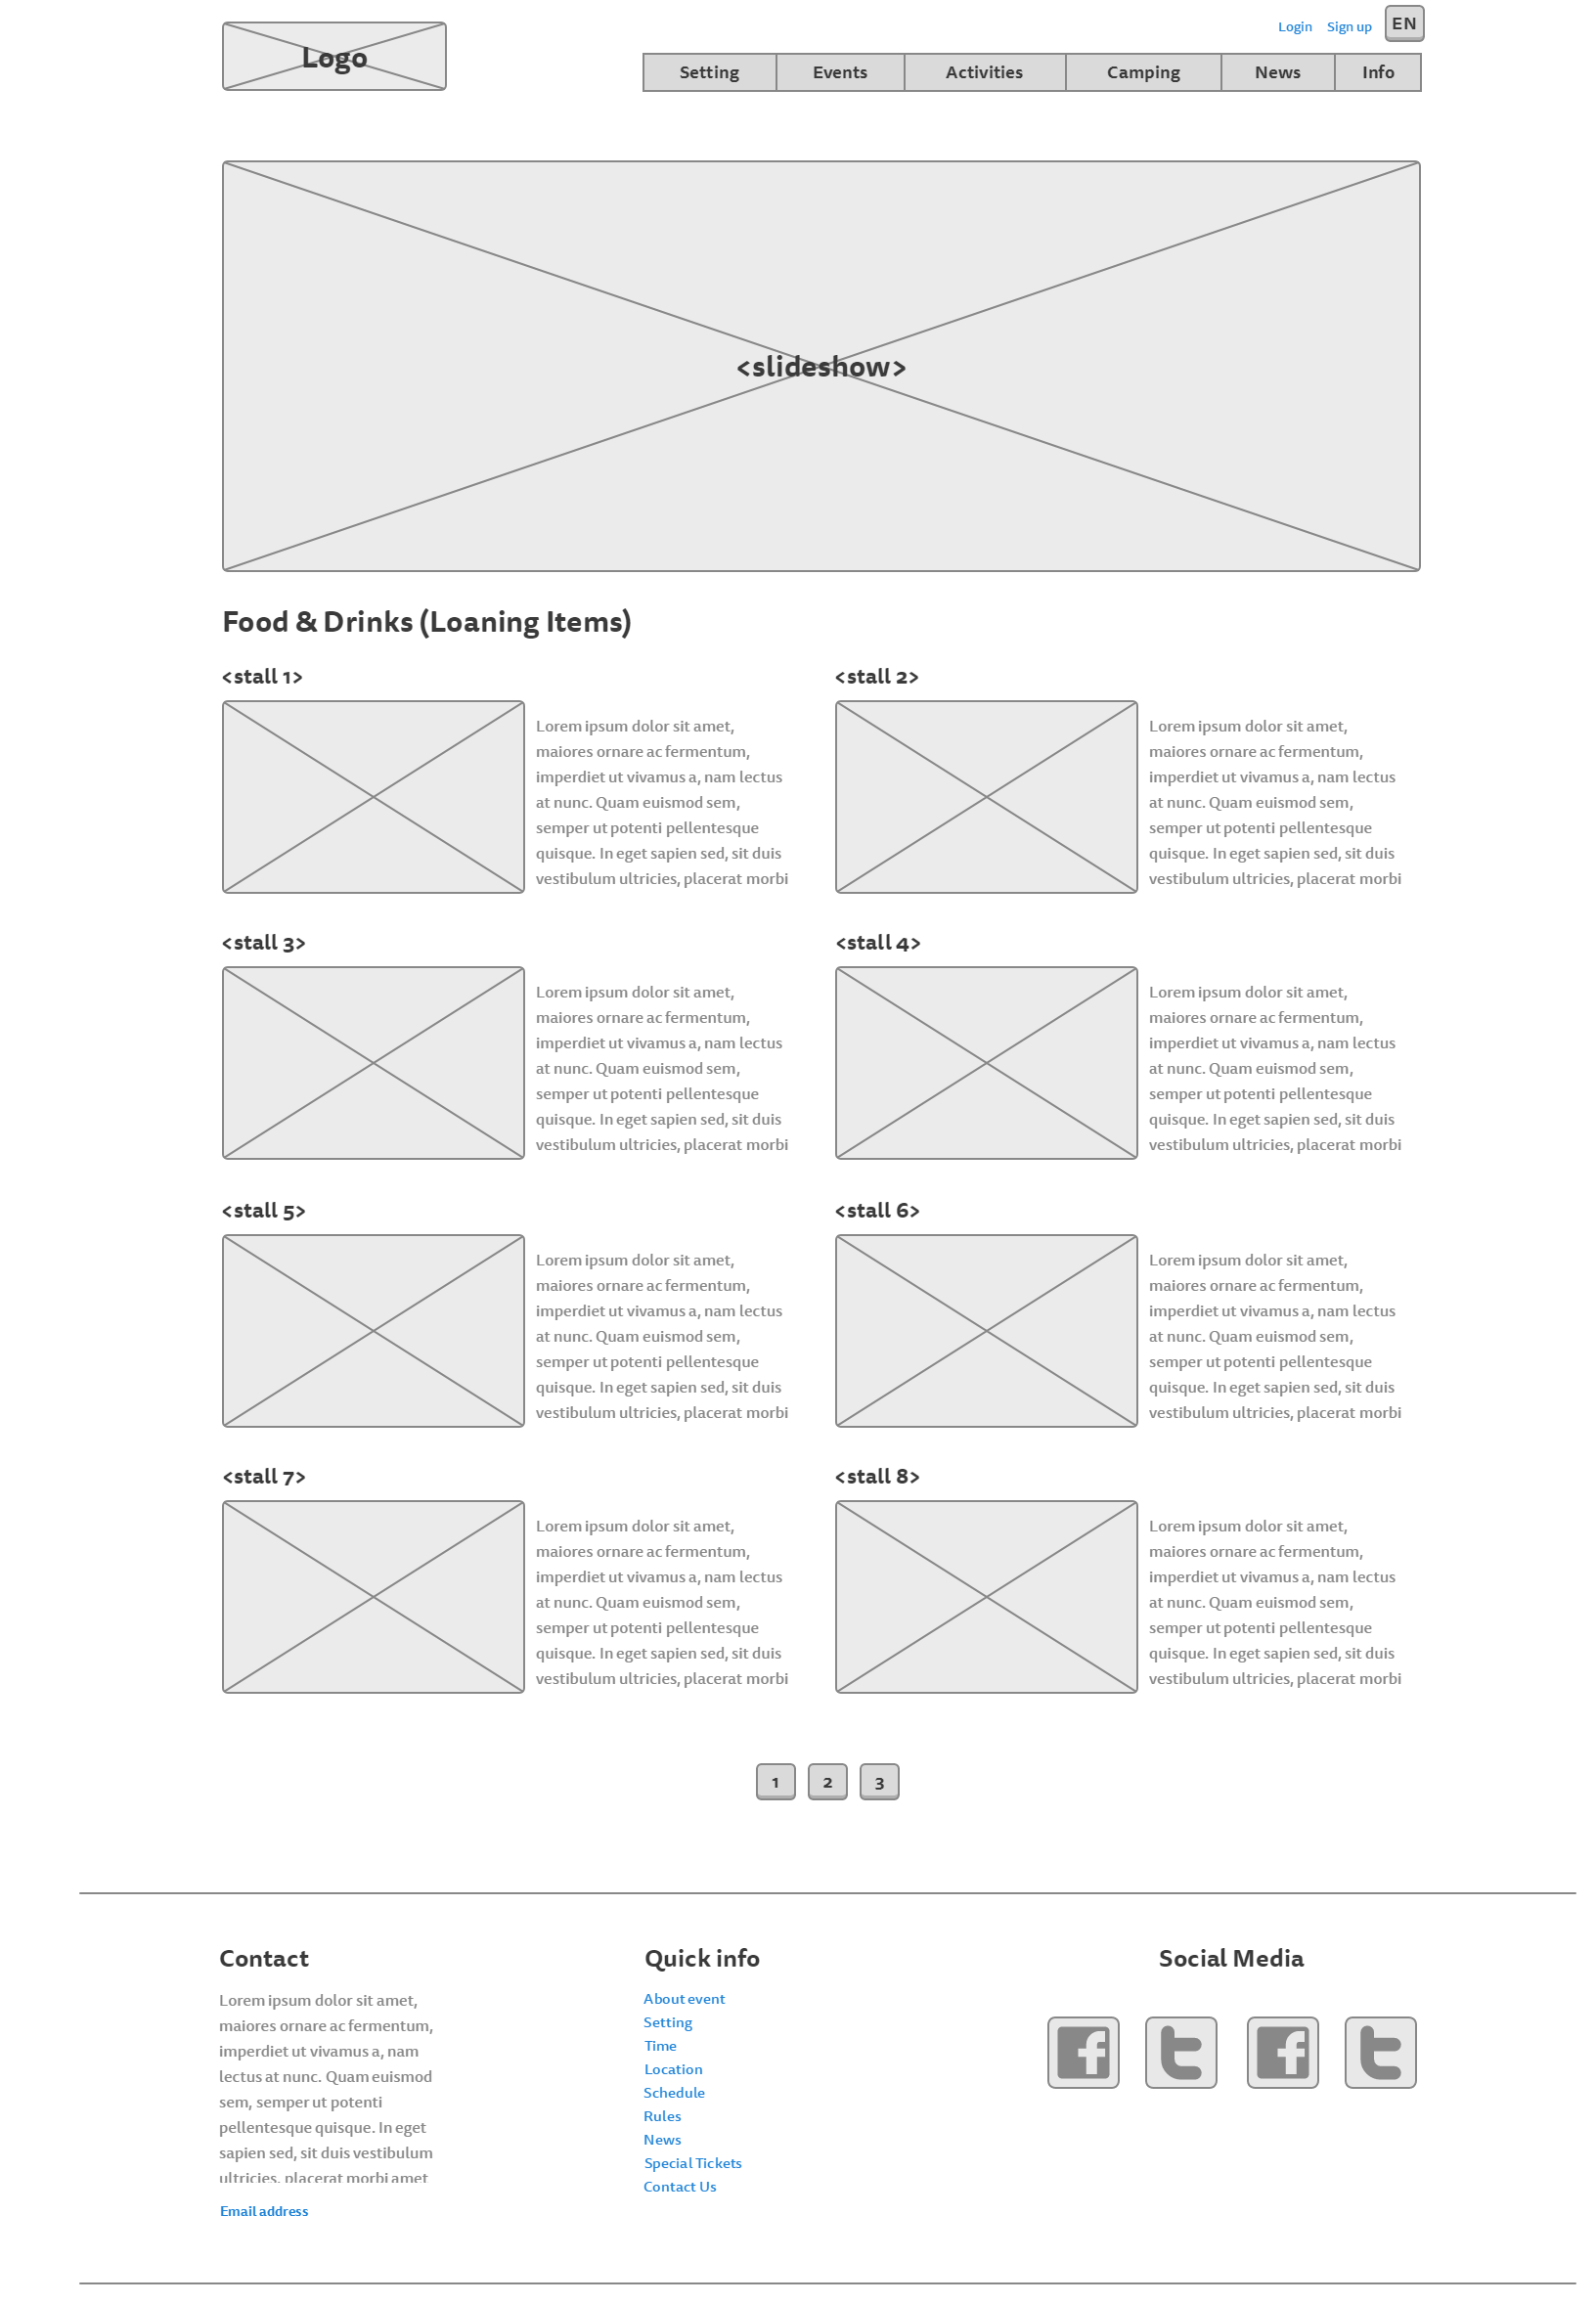 Logo
Login Sign up EN
Setting Events Activities Camping News Info
<slideshow>
Food & Drinks (Loaning Items)
<stall 1>
Lorem ipsum dolor sit amet,
maiores ornare ac fermentum,
imperdiet ut vivamus a, nam lectus
at nunc. Quam euismod sem,
semper ut potenti pellentesque
quisque. In eget sapien sed, sit duis
vestibulum ultricies, placerat morbi
<stall 2>
Lorem ipsum dolor sit amet,
maiores ornare ac fermentum,
imperdiet ut vivamus a, nam lectus
at nunc. Quam euismod sem,
semper ut potenti pellentesque
quisque. In eget sapien sed, sit duis
vestibulum ultricies, placerat morbi
<stall 3>
Lorem ipsum dolor sit amet,
maiores ornare ac fermentum,
imperdiet ut vivamus a, nam lectus
at nunc. Quam euismod sem,
semper ut potenti pellentesque
quisque. In eget sapien sed, sit duis
vestibulum ultricies, placerat morbi
<stall 4>
Lorem ipsum dolor sit amet,
maiores ornare ac fermentum,
imperdiet ut vivamus a, nam lectus
at nunc. Quam euismod sem,
semper ut potenti pellentesque
quisque. In eget sapien sed, sit duis
vestibulum ultricies, placerat morbi
<stall 5>
Lorem ipsum dolor sit amet,
maiores ornare ac fermentum,
imperdiet ut vivamus a, nam lectus
at nunc. Quam euismod sem,
semper ut potenti pellentesque
quisque. In eget sapien sed, sit duis
vestibulum ultricies, placerat morbi
<stall 6>
Lorem ipsum dolor sit amet,
maiores ornare ac fermentum,
imperdiet ut vivamus a, nam lectus
at nunc. Quam euismod sem,
semper ut potenti pellentesque
quisque. In eget sapien sed, sit duis
vestibulum ultricies, placerat morbi
<stall 7>
Lorem ipsum dolor sit amet,
maiores ornare ac fermentum,
imperdiet ut vivamus a, nam lectus
at nunc. Quam euismod sem,
semper ut potenti pellentesque
quisque. In eget sapien sed, sit duis
vestibulum ultricies, placerat morbi
<stall 8>
Lorem ipsum dolor sit amet,
maiores ornare ac fermentum,
imperdiet ut vivamus a, nam lectus
at nunc. Quam euismod sem,
semper ut potenti pellentesque
quisque. In eget sapien sed, sit duis
vestibulum ultricies, placerat morbi
1 2 3
Contact
Lorem ipsum dolor sit amet,
maiores ornare ac fermentum,
imperdiet ut vivamus a, nam
lectus at nunc. Quam euismod
sem, semper ut potenti
pellentesque quisque. In eget
sapien sed, sit duis vestibulum
ultricies, placerat morbi amet
Email address
Quick info
About event
Setting
Time
Location
Schedule
Rules
News
Special Tickets
Contact Us
Social Media